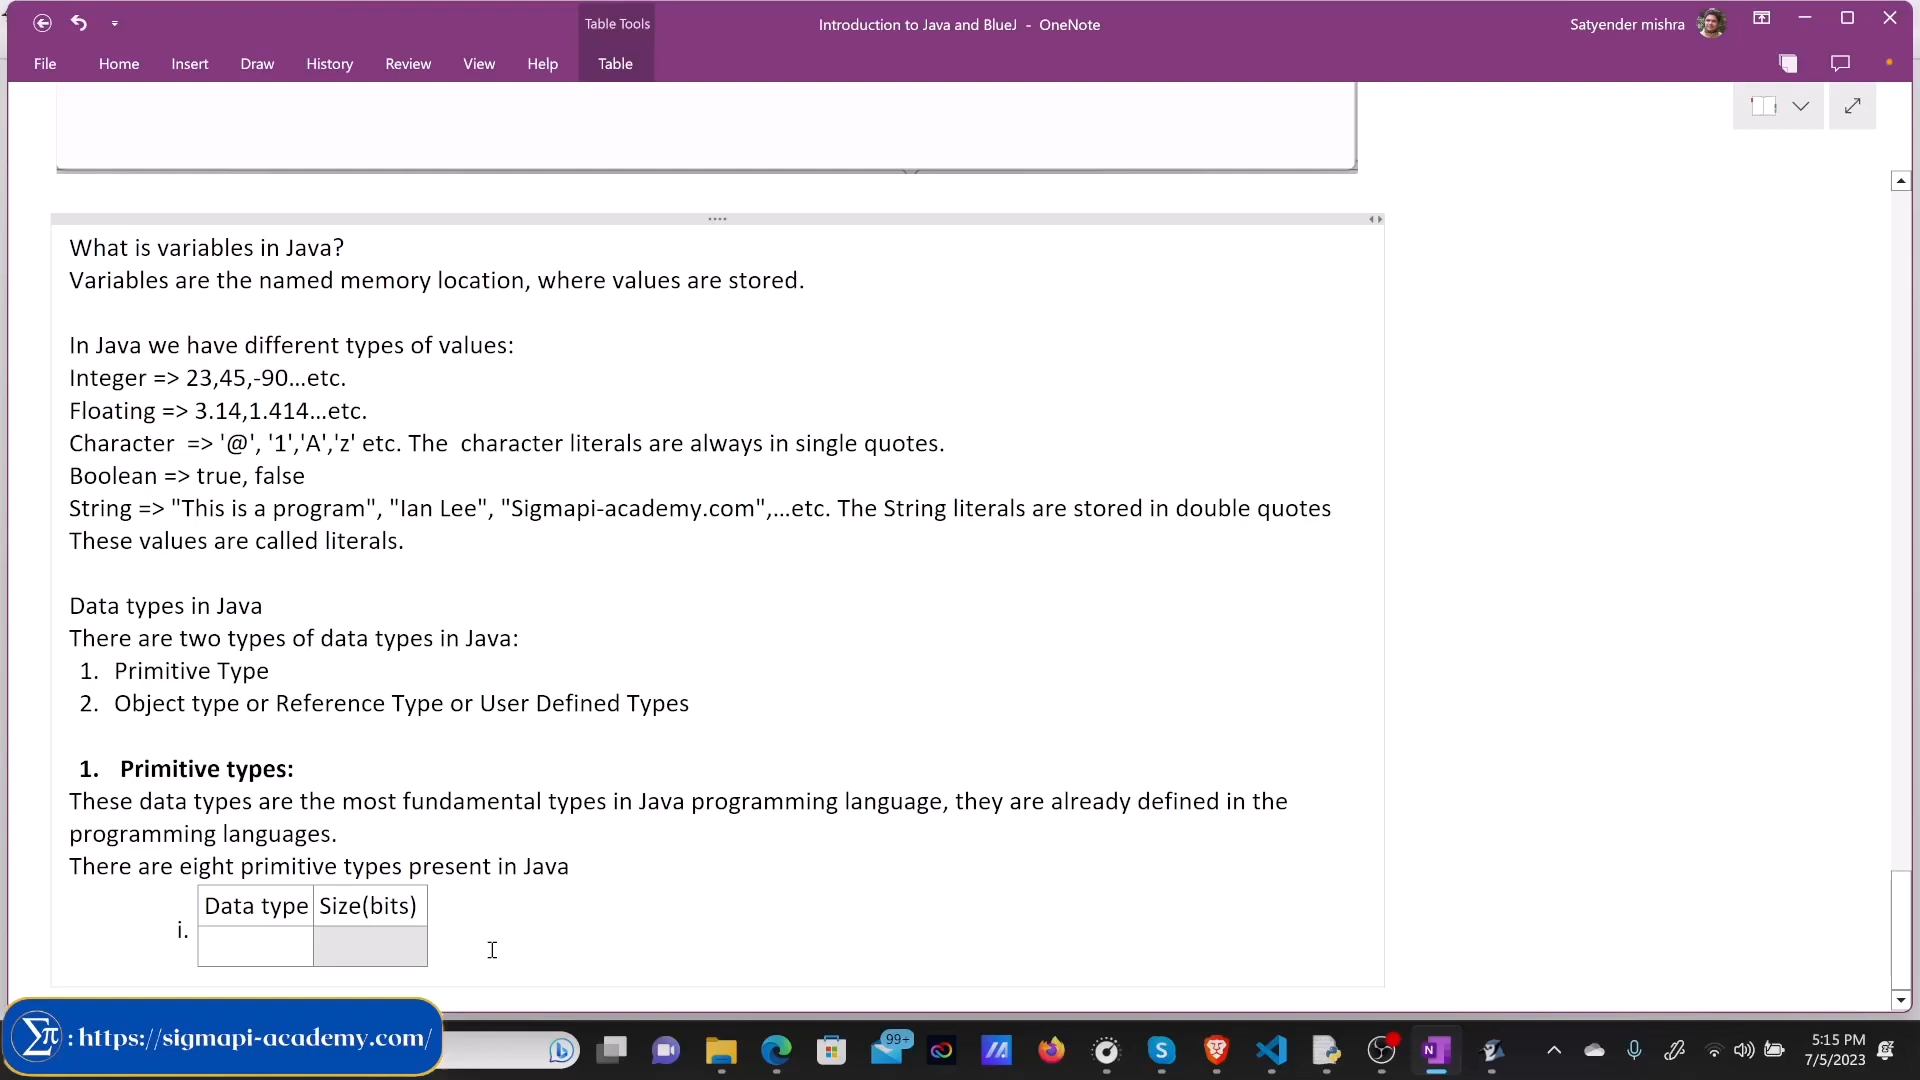 Table Tools
Introduction to Java and BlueJ - OneNote
Satyender mishra
File
Home
Insert
Draw
History
Review
View
Help
Table
What is variables in Java?
Variables are the named memory location, where values are stored.
In Java we have different types of values:
Integer => 23,45,-90...etc.
Floating => 3.14,1.414...etc.
Character  => '@', '1','A','z' etc. The  character literals are always in single quotes.
Boolean => true, false
String => "This is a program", "Ian Lee", "Sigmapi-academy.com",...etc. The String literals are stored in double quotes
These values are called literals.
Data types in Java
There are two types of data types in Java:
1. Primitive Type
2. Object type or Reference Type or User Defined Types
1. Primitive types:
These data types are the most fundamental types in Java programming language, they are already defined in the
programming languages.
There are eight primitive types present in Java
Data type Size(bits)
i.
Σπ : https://sigmapi-academy.com/
99+
5:15 PM
7/5/2023